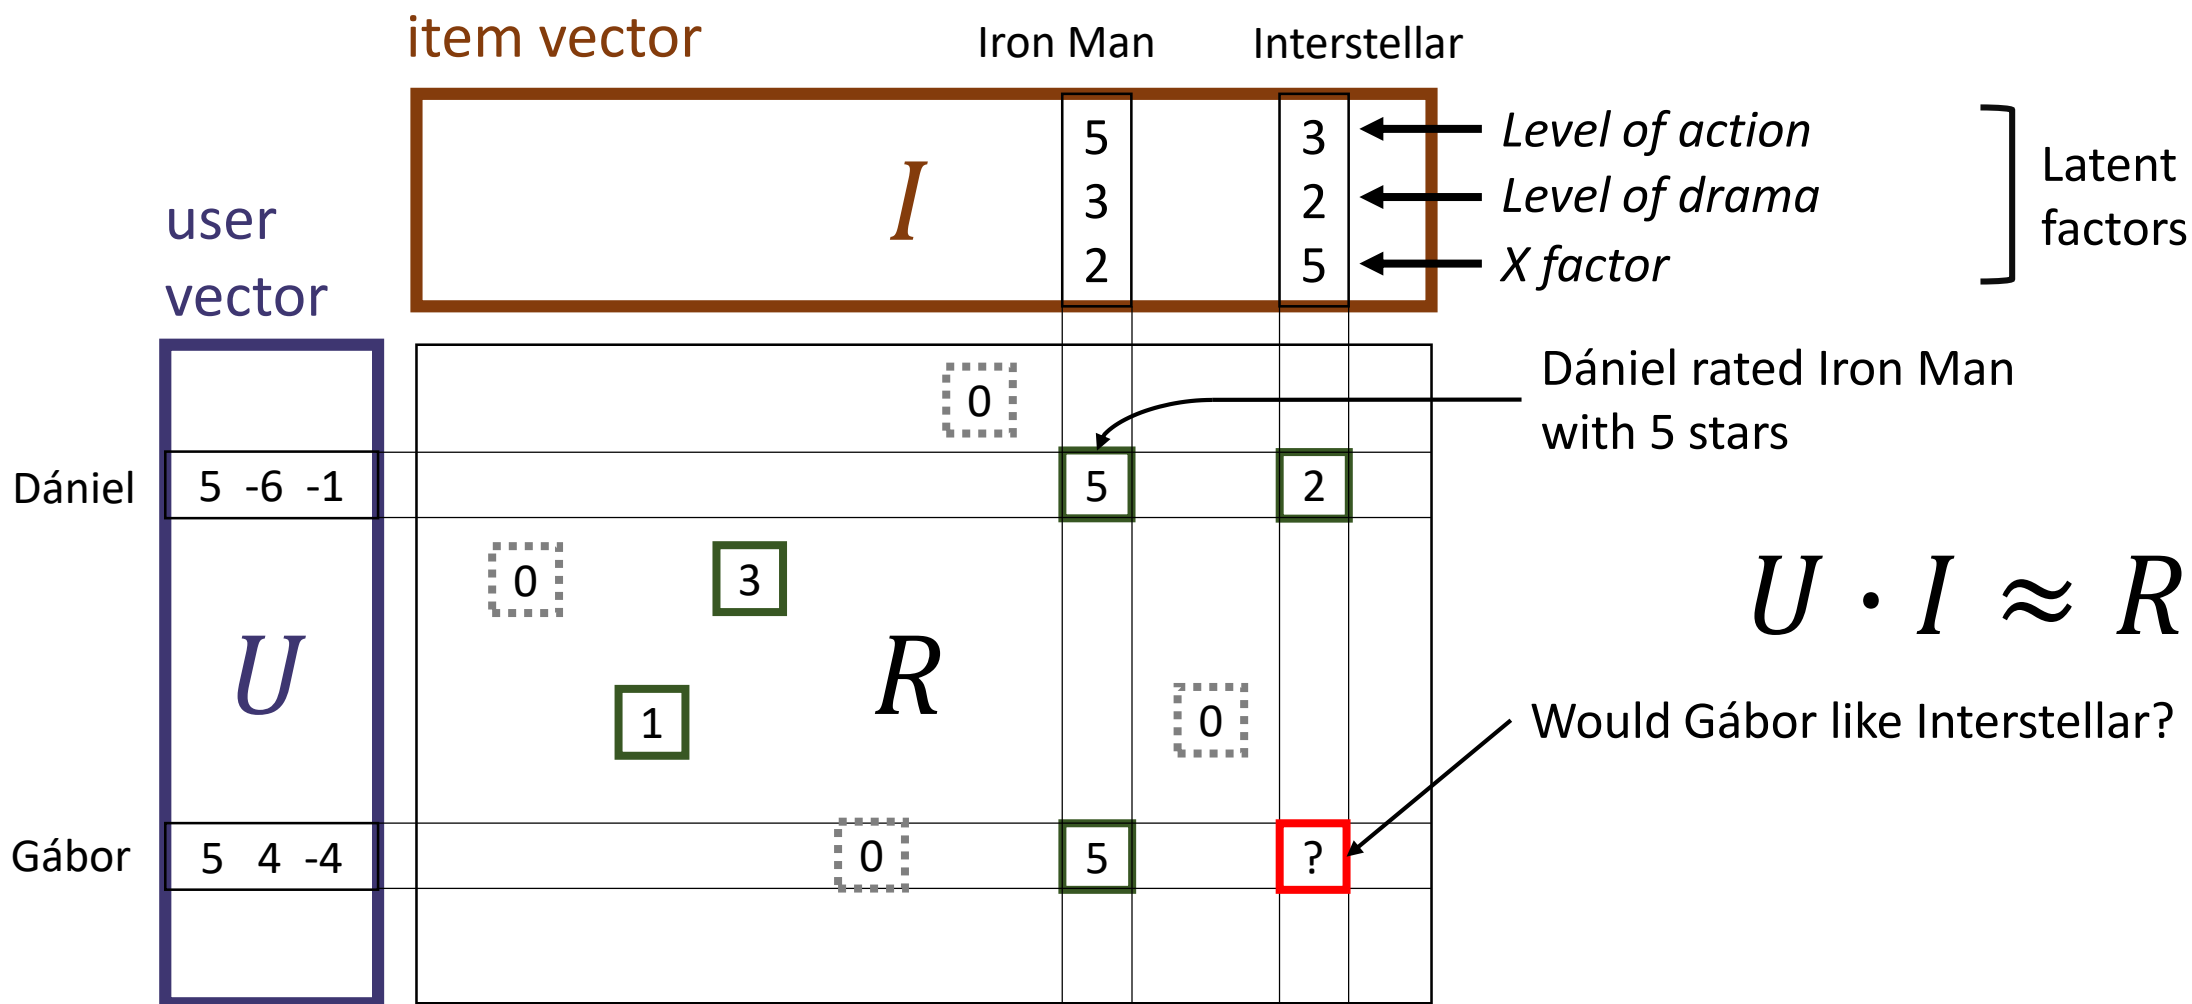 item vector
Iron Man
Interstellar
5 3 Level of action
I 3 2 Level of drama
2 5 X factor
Latent
factors
user
vector
0
Dániel rated Iron Man
with 5 stars
Dániel 5 -6 -1 5 2
0 3
U · I ≈ R
U R
1 0
Would Gábor like Interstellar?
Gábor 5 4 -4 0 5 ?